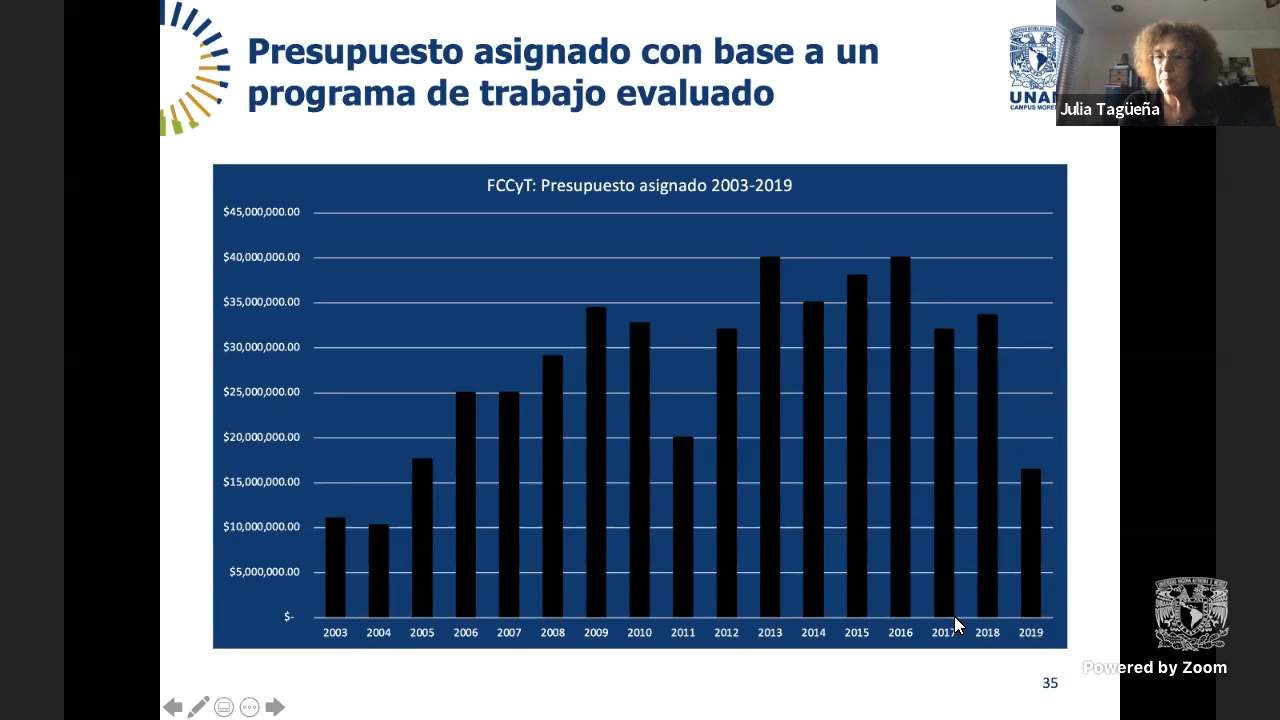 Presupuesto asignado con base a un
programa de trabajo evaluado
UNAM
CAMPUS
Julia Tagüeña
FCCyT: Presupuesto asignado 2003-2019
$45,000,000.00
$40,000,000.00
$35,000,000.00
$30,000,000.00
$25,000,000.00
$20,000,000.00
$15,000,000.00
$10,000,000.00
$5,000,000.00
$-
2003 2004 2005 2006 2007 2008 2009 2010 2011 2012 2013 2014 2015 2016 2017 2018 2019
Powered by Zoom
35